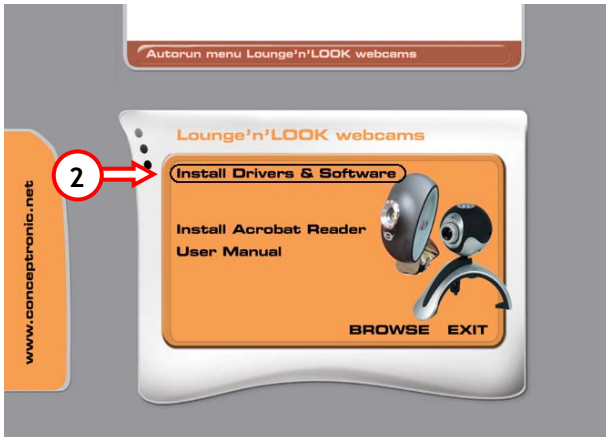 Autorun menu Lounge'n'LOOK webcams
www.conceptronic.net
Lounge'n'LOOK webcams
2
Install Drivers & Software
Install Acrobat Reader
User Manual
BROWSE EXIT